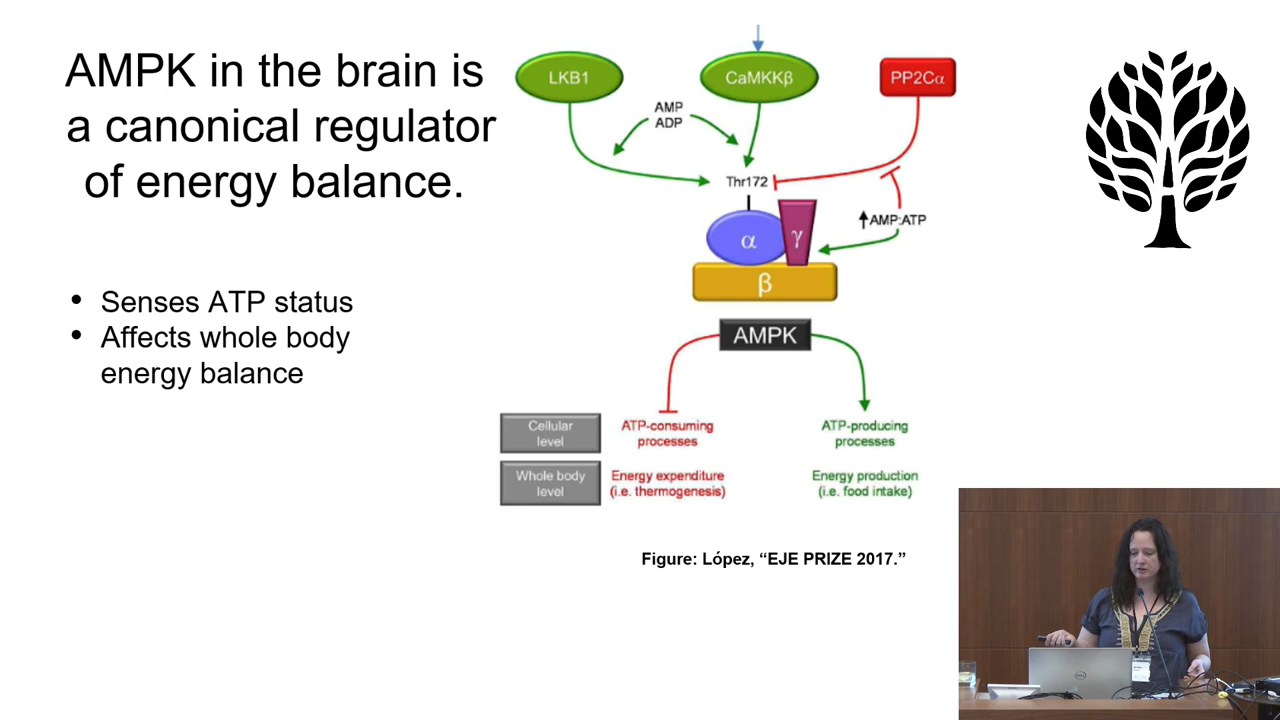 AMPK in the brain is
a canonical regulator
of energy balance.
• Senses ATP status
• Affects whole body
energy balance
LKB1
CaMKKβ
PP2Cα
AMP
ADP
Thr172
AMP:ATP
α
γ
β
AMPK
Cellular
level
ATP-consuming
processes
ATP-producing
processes
Whole body
level
Energy expenditure
(i.e. thermogenesis)
Energy production
(i.e. food intake)
Figure: López, “EJE PRIZE 2017.”
DELL